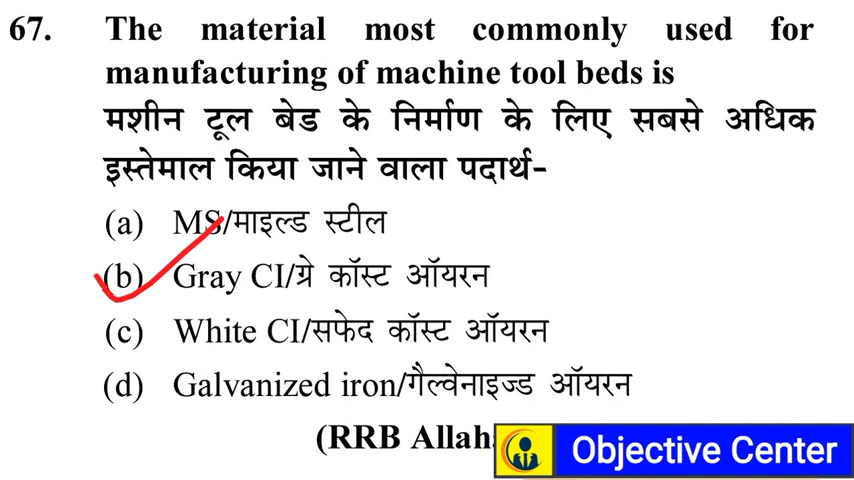 67. The material most commonly used for
manufacturing of machine tool beds is
मशीन टूल बेड के निर्माण के लिए सबसे अधिक
इस्तेमाल किया जाने वाला पदार्थ-
(a) MS/माइल्ड स्टील
(b) Gray CI/ग्रे कॉस्ट ऑयरन
(c) White CI/सफेद कॉस्ट ऑयरन
(d) Galvanized iron/गैल्वेनाइज्ड ऑयरन
(RRB
Objective Center